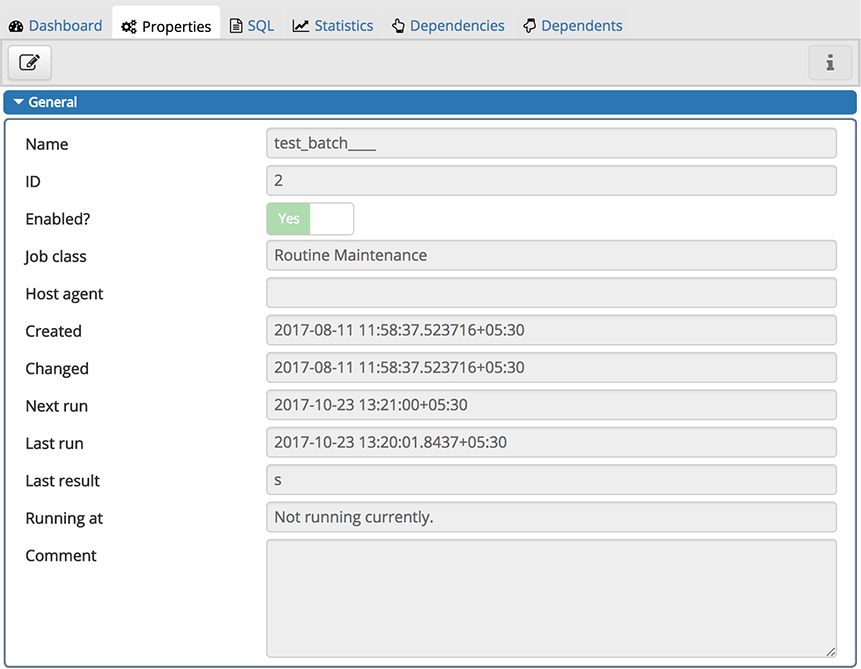 Dashboard Properties SQL Statistics Dependencies Dependents
General
Name test_batch____
ID 2
Enabled? Yes
Job class Routine Maintenance
Host agent
Created 2017-08-11 11:58:37.523716+05:30
Changed 2017-08-11 11:58:37.523716+05:30
Next run 2017-10-23 13:21:00+05:30
Last run 2017-10-23 13:20:01.8437+05:30
Last result s
Running at Not running currently.
Comment